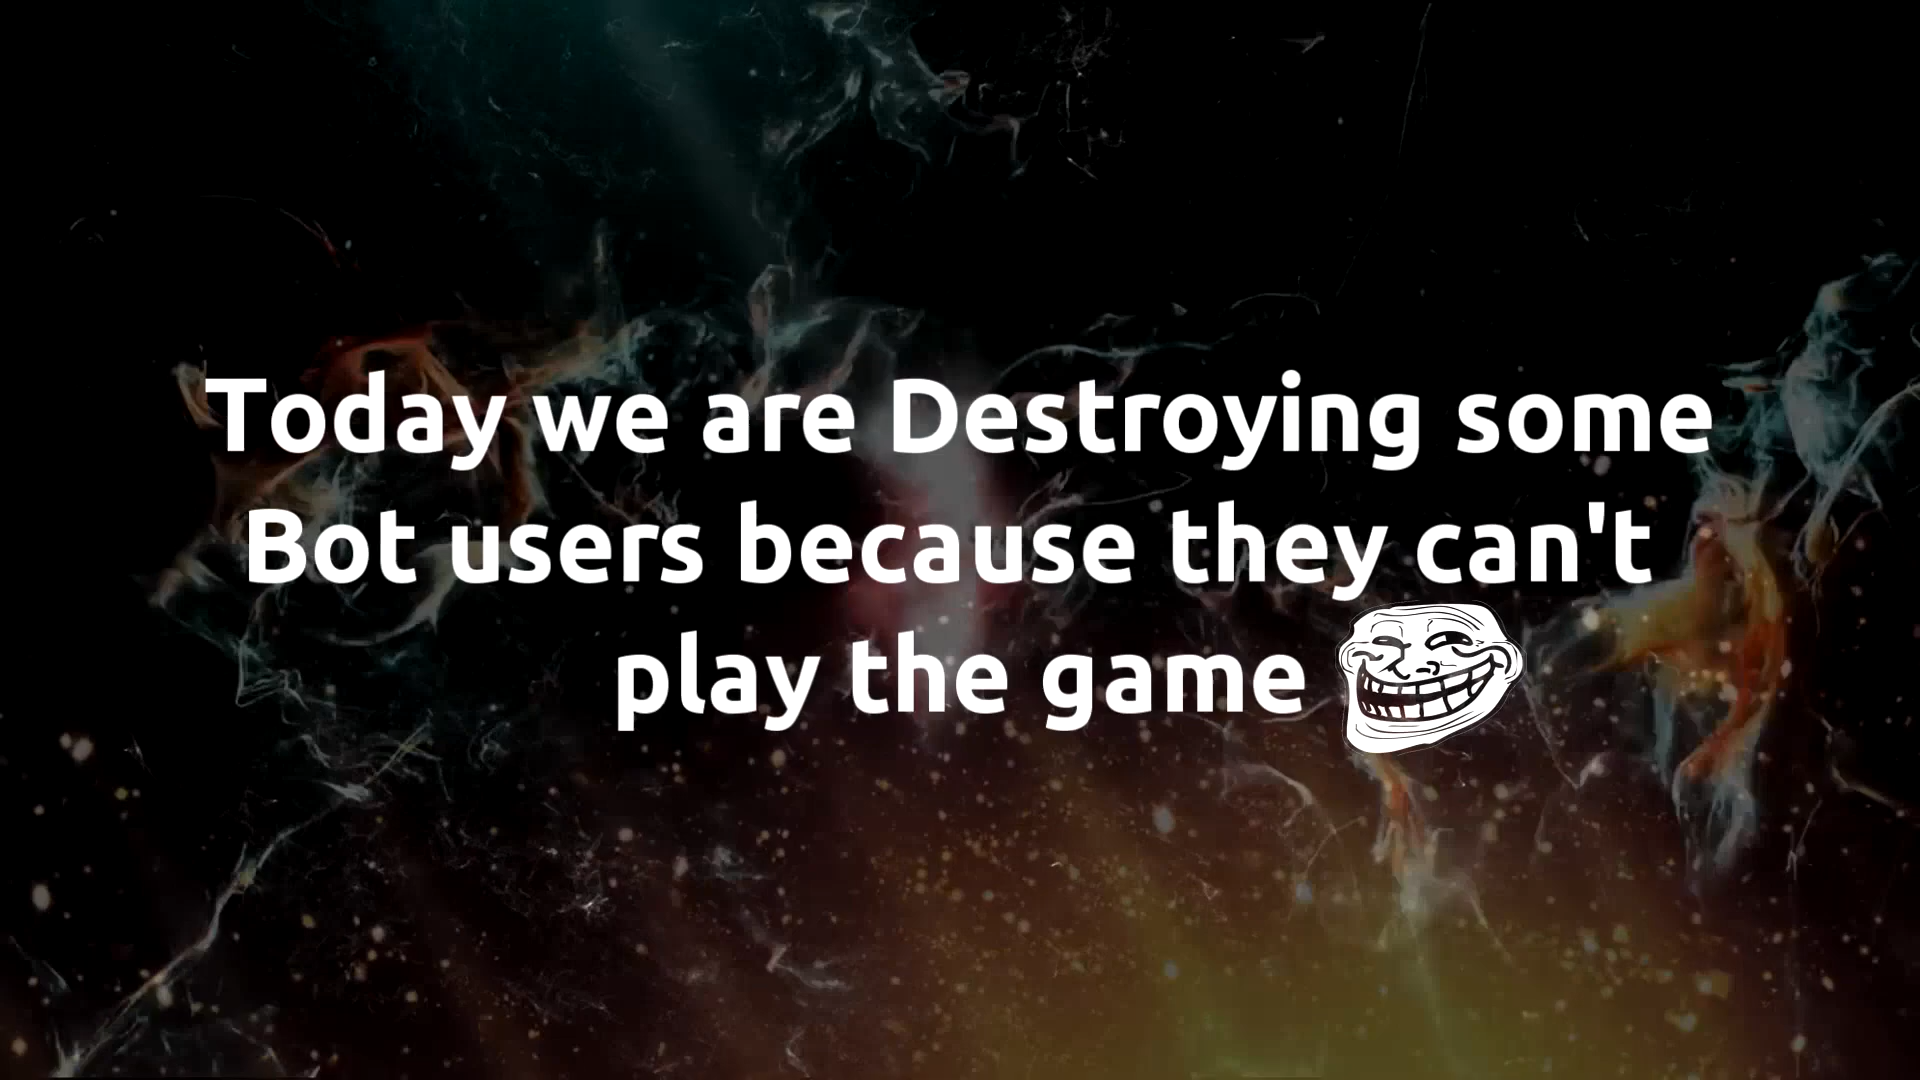 Today we are Destroying some
Bot users because they can't
play the game